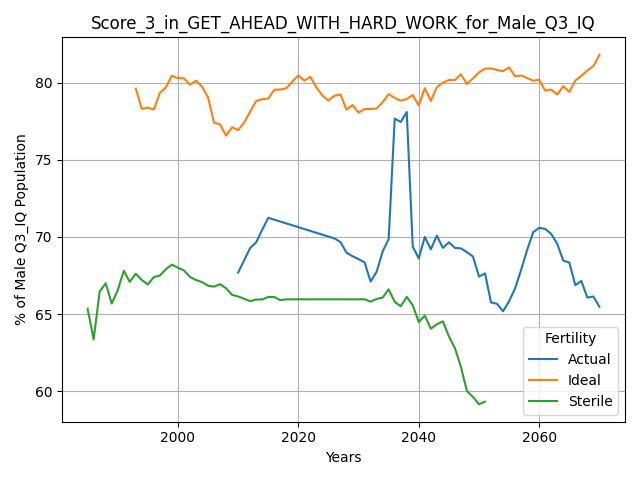 Score_3_in_GET_AHEAD_WITH_HARD_WORK_for_Male_Q3_IQ
% of Male Q3_IQ Population
80
75
70
65
60
Fertility
Actual
Ideal
Sterile
2000
2020
2040
2060
Years